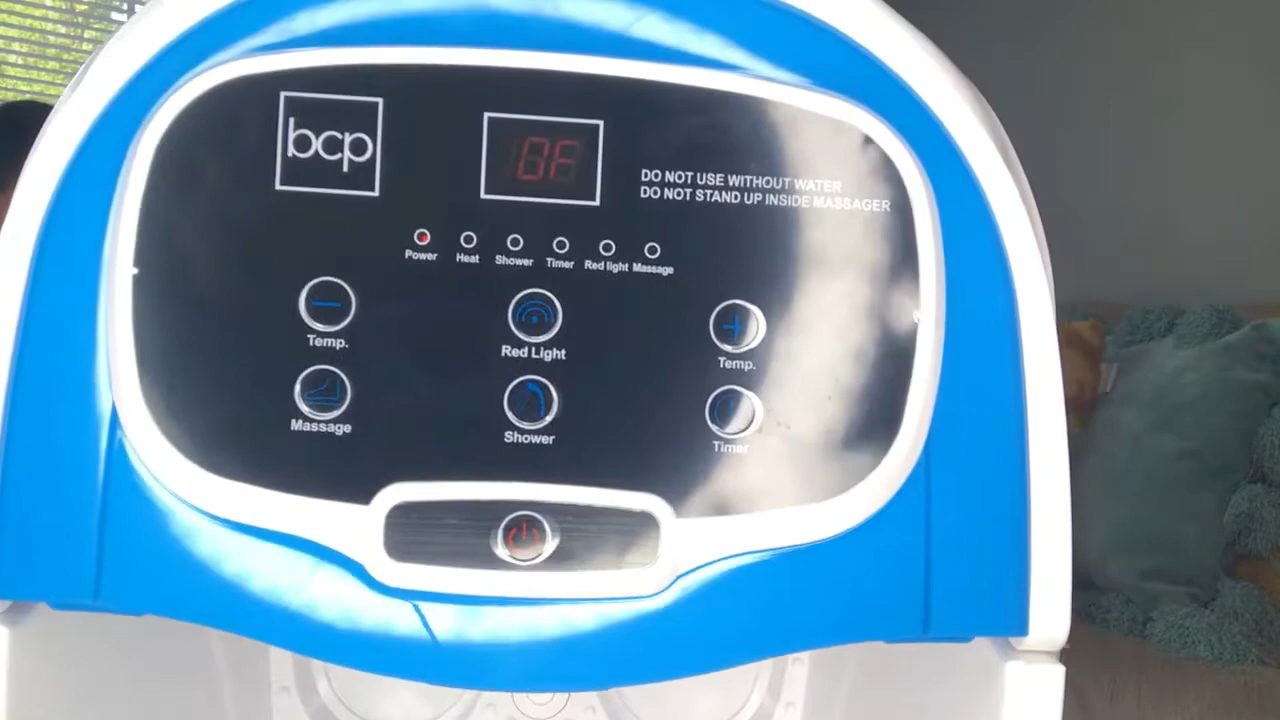 bcp
0F
DO NOT USE WITHOUT WATER
DO NOT STAND UP INSIDE MASSAGER
Power Heat Shower Timer Red light Massage
Temp. Red Light Temp.
Massage Shower Timer